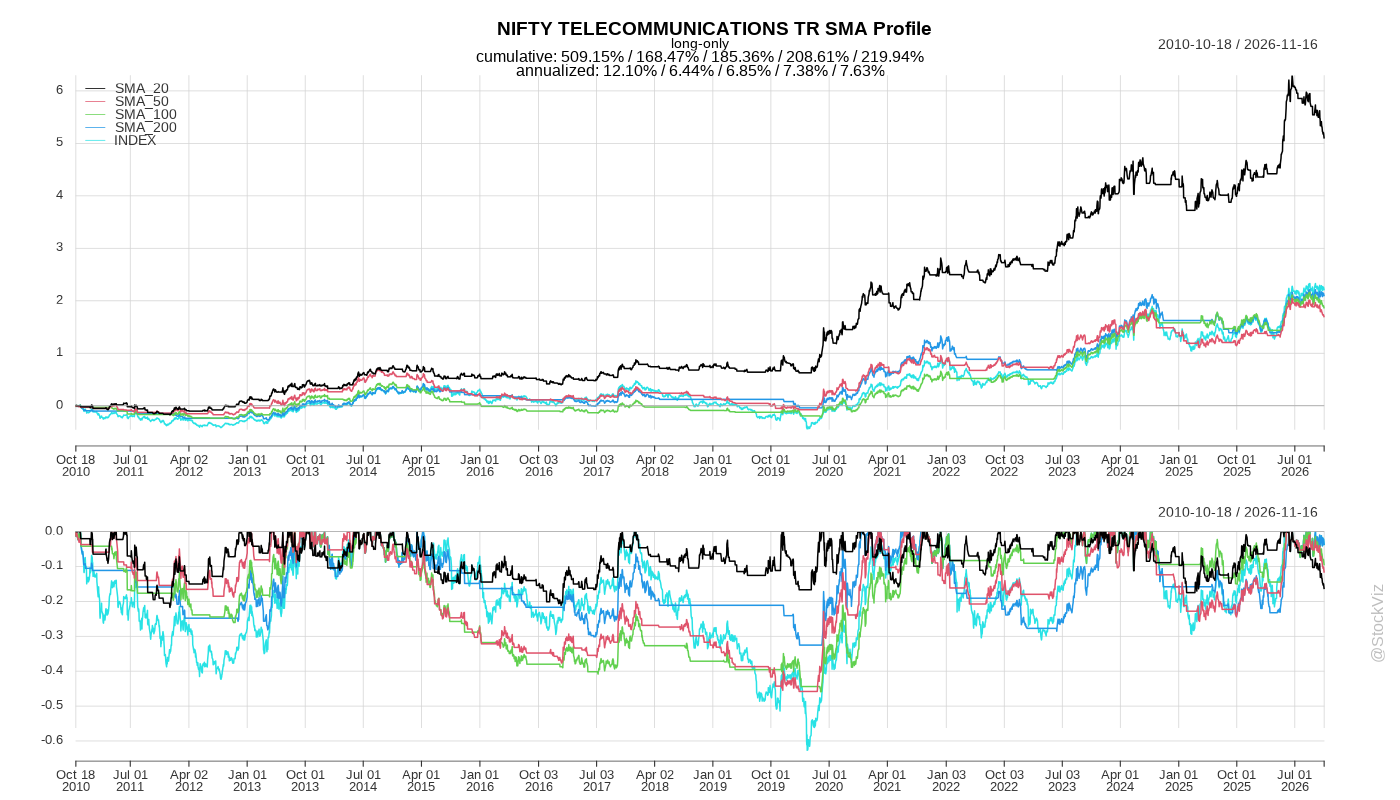 NIFTY TELECOMMUNICATIONS TR SMA Profile
long-only
2010-10-18 / 2026-11-16
cumulative: 509.15% / 168.47% / 185.36% / 208.61% / 219.94%
annualized: 12.10% / 6.44% / 6.85% / 7.38% / 7.63%
SMA_20
SMA_50
SMA_100
SMA_200
INDEX
6
5
4
3
2
1
0
Oct 18 Jul 01 Apr 02 Jan 01 Oct 01 Jul 01 Apr 01 Jan 01 Oct 03 Jul 03 Apr 02 Jan 01 Oct 01 Jul 01 Apr 01 Jan 03 Oct 03 Jul 03 Apr 01 Jan 01 Oct 01 Jul 01
2010 2011 2012 2013 2013 2014 2015 2016 2016 2017 2018 2019 2019 2020 2021 2022 2022 2023 2024 2025 2025 2026
2010-10-18 / 2026-11-16
0.0
-0.1
-0.2
-0.3
-0.4
-0.5
-0.6
Oct 18 Jul 01 Apr 02 Jan 01 Oct 01 Jul 01 Apr 01 Jan 01 Oct 03 Jul 03 Apr 02 Jan 01 Oct 01 Jul 01 Apr 01 Jan 03 Oct 03 Jul 03 Apr 01 Jan 01 Oct 01 Jul 01
2010 2011 2012 2013 2013 2014 2015 2016 2016 2017 2018 2019 2019 2020 2021 2022 2022 2023 2024 2025 2025 2026
@StockViz